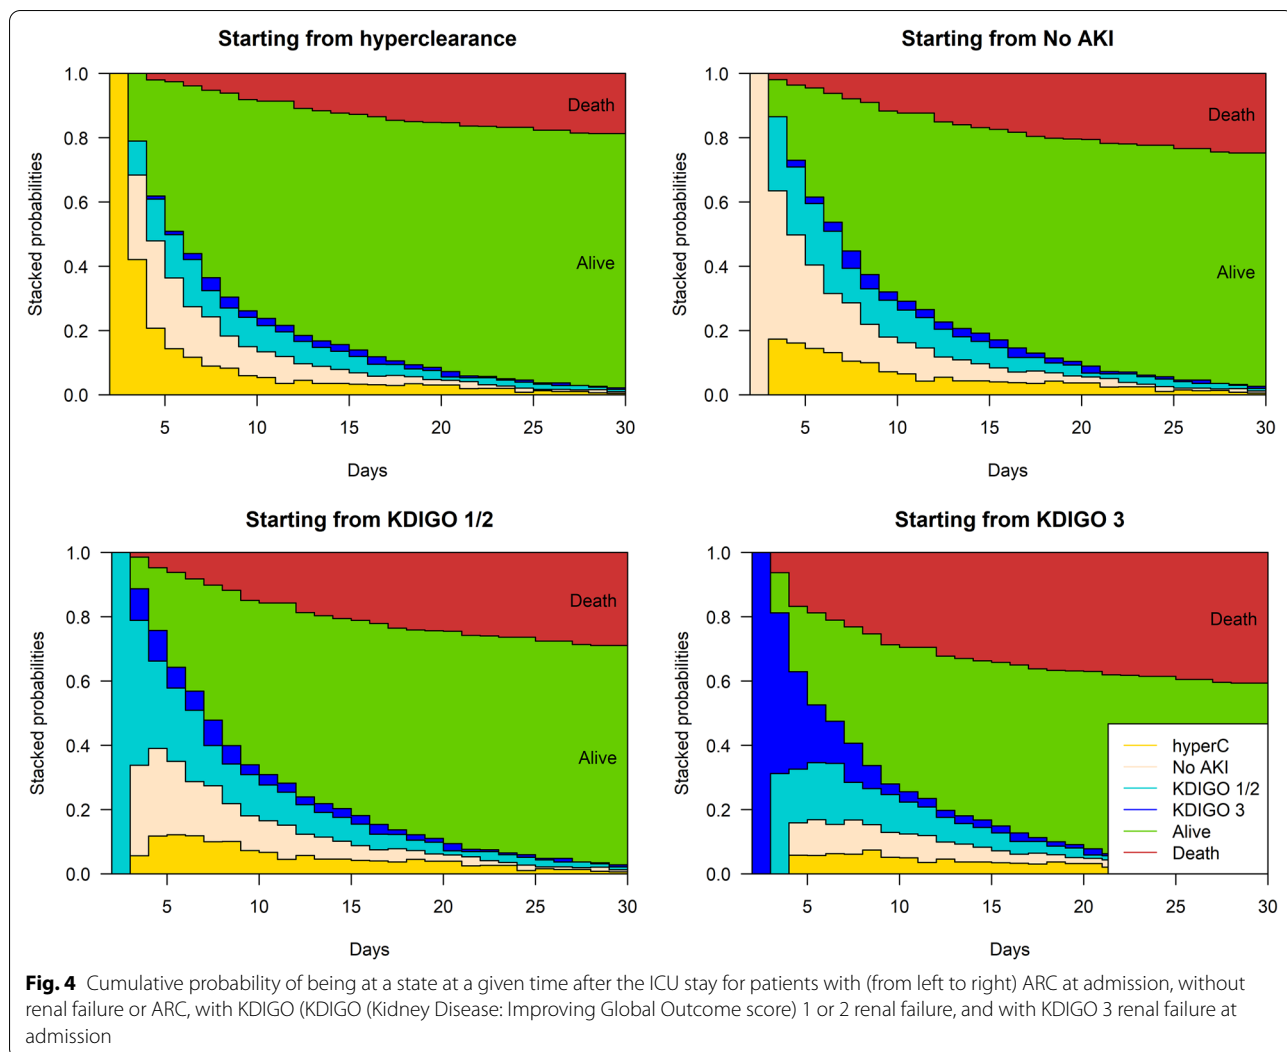 Starting from hyperclearance
Starting from No AKI
1.0
0.8
0.6
0.4
0.2
0.0
Stacked probabilities
Death
Alive
5 10 15 20 25 30
Days
1.0
0.8
0.6
0.4
0.2
0.0
Stacked probabilities
Death
Alive
5 10 15 20 25 30
Days
Starting from KDIGO 1/2
Starting from KDIGO 3
1.0
0.8
0.6
0.4
0.2
0.0
Stacked probabilities
Death
Alive
5 10 15 20 25 30
Days
1.0
0.8
0.6
0.4
0.2
0.0
Stacked probabilities
Death
hyperC
No AKI
KDIGO 1/2
KDIGO 3
Alive
Death
5 10 15 20 25 30
Days
Fig. 4 Cumulative probability of being at a state at a given time after the ICU stay for patients with (from left to right) ARC at admission, without
renal failure or ARC, with KDIGO (KDIGO (Kidney Disease: Improving Global Outcome score) 1 or 2 renal failure, and with KDIGO 3 renal failure at
admission